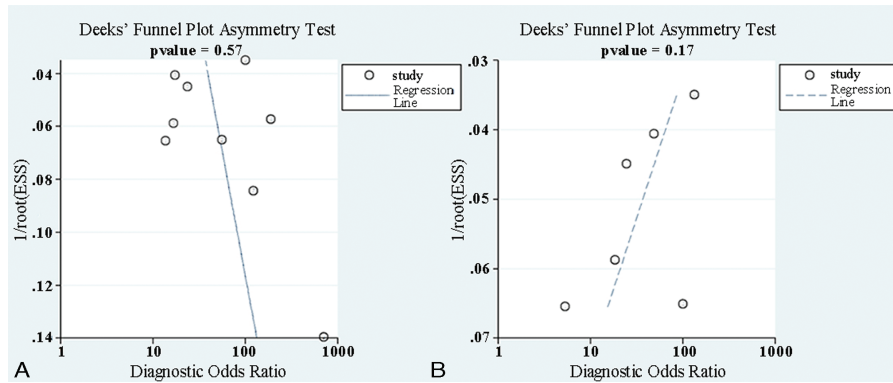 Deeks’ Funnel Plot Asymmetry Test
pvalue = 0.57
.04
.06
.08
.10
.12
.14
1/root(ESS)
1
10
100
1000
Diagnostic Odds Ratio
study
Regression
Line
A
Deeks’ Funnel Plot Asymmetry Test
pvalue = 0.17
.03
.04
.05
.06
.07
1/root(ESS)
1
10
100
1000
Diagnostic Odds Ratio
study
Regression
Line
B